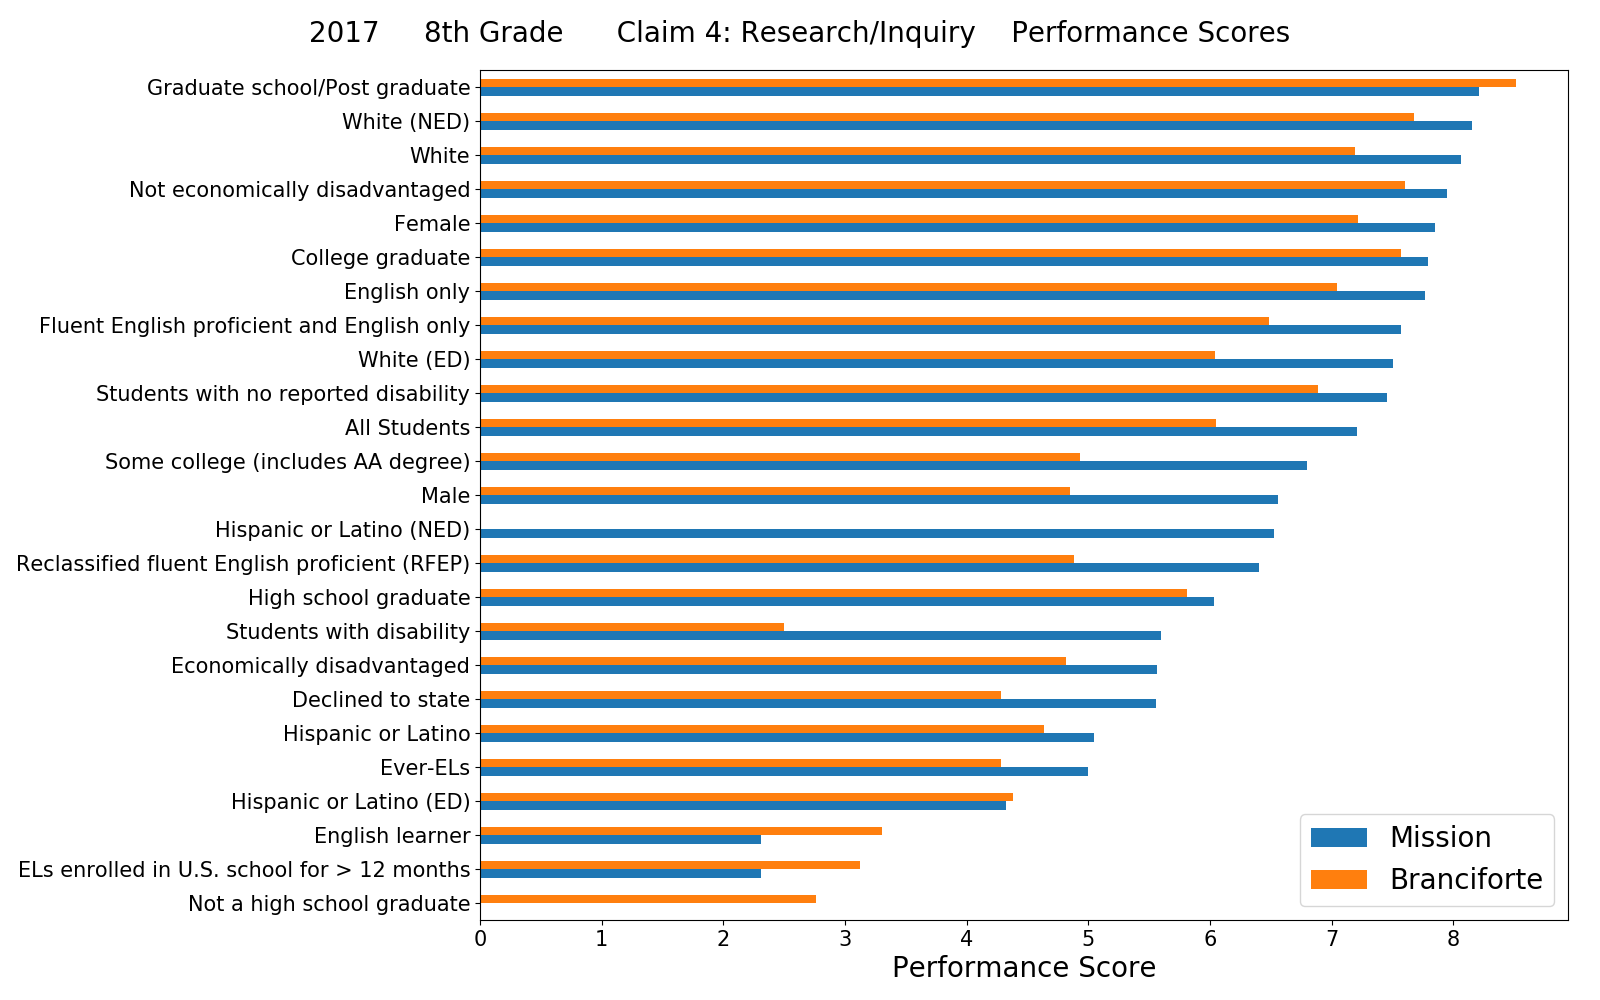 2017 8th Grade Claim 4: Research/Inquiry Performance Scores
Graduate school/Post graduate
White (NED)
White
Not economically disadvantaged
Female
College graduate
English only
Fluent English proficient and English only
White (ED)
Students with no reported disability
All Students
Some college (includes AA degree)
Male
Hispanic or Latino (NED)
Reclassified fluent English proficient (RFEP)
High school graduate
Students with disability
Economically disadvantaged
Declined to state
Hispanic or Latino
Ever-ELs
Hispanic or Latino (ED)
English learner
ELs enrolled in U.S. school for > 12 months
Not a high school graduate
Mission
Branciforte
0 1 2 3 4 5 6 7 8
Performance Score